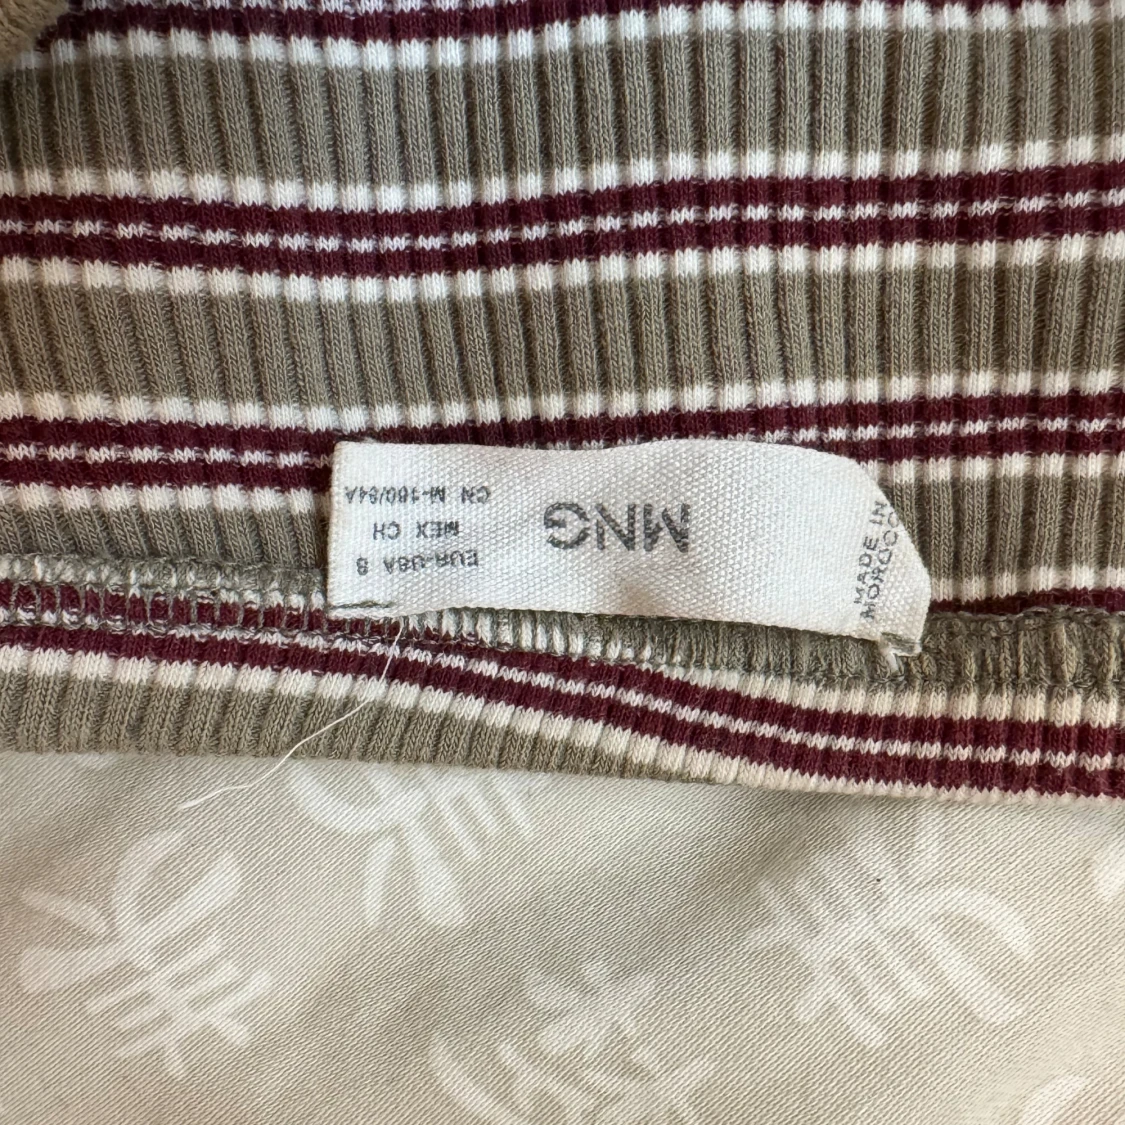 MNG
EUR-USA S
MEX CH
CN M-160/84A
MADE IN
MOROCCO